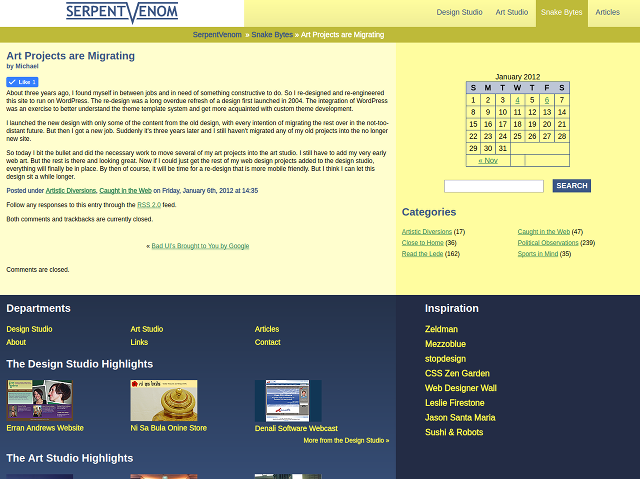 SERPENTVENOM
Design Studio Art Studio Snake Bytes Articles
SerpentVenom » Snake Bytes » Art Projects are Migrating
Art Projects are Migrating
by Michael
Like 1
About three years ago, I found myself in between jobs and in need of something constructive to do. So I re-designed and re-engineered
this site to run on WordPress. The re-design was a long overdue refresh of a design first launched in 2004. The integration of WordPress
was an exercise to better understand the theme template system and get more acquainted with custom theme development.
I launched the new design with only some of the content from the old design, with every intention of migrating the rest over in the not-too-
distant future. But then I got a new job. Suddenly it's three years later and I still haven't migrated any of my old projects into the no longer
new site.
So today I bit the bullet and did the necessary work to move several of my art projects into the art studio. I still have to add my very early
web art. But the rest is there and looking great. Now if I could just get the rest of my web design projects added to the design studio,
everything will finally be in place. By then of course, it will be time for a re-design that is more mobile friendly. But I think I can let this
design sit a while longer.
Posted under Artistic Diversions, Caught in the Web on Friday, January 6th, 2012 at 14:35
Follow any responses to this entry through the RSS 2.0 feed.
Both comments and trackbacks are currently closed.
« Bad UI's Brought to You by Google
Comments are closed.
January 2012
S M T W T F S
1 2 3 4 5 6 7
8 9 10 11 12 13 14
15 16 17 18 19 20 21
22 23 24 25 26 27 28
29 30 31
« Nov
SEARCH
Categories
Artistic Diversions (17) Caught in the Web (47)
Close to Home (36) Political Observations (239)
Read the Lede (162) Sports in Mind (35)
Departments
Design Studio Art Studio Articles
About Links Contact
The Design Studio Highlights
Erran Andrews Website Ni Sa Bula Onine Store Denali Software Webcast
More from the Design Studio »
The Art Studio Highlights
Inspiration
Zeldman
Mezzoblue
stopdesign
CSS Zen Garden
Web Designer Wall
Leslie Firestone
Jason Santa Maria
Sushi & Robots